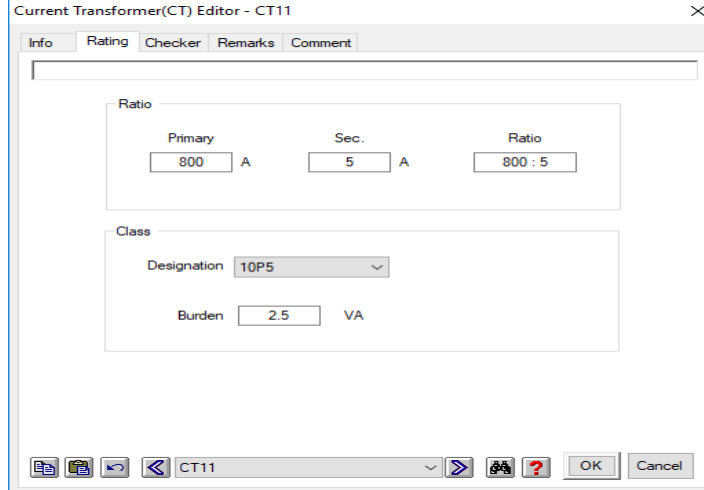 Current Transformer(CT) Editor - CT11
Info Rating Checker Remarks Comment
Ratio
Primary Sec. Ratio
800 A 5 A 800 : 5
Class
Designation 10P5
Burden 2.5 VA
CT11 ? OK Cancel